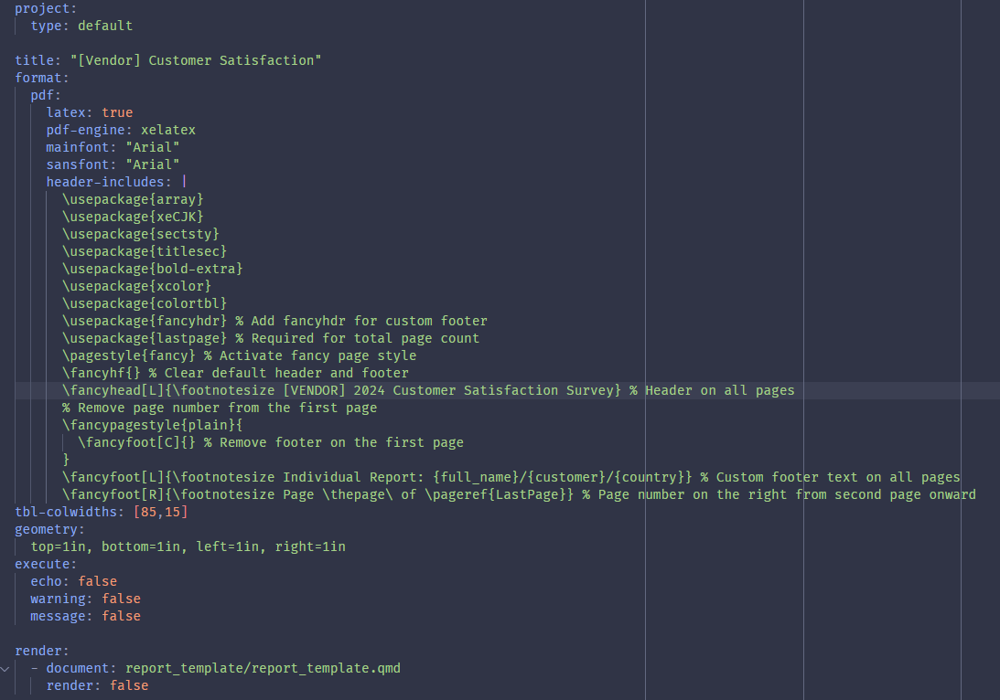 project:
  type: default

title: "[Vendor] Customer Satisfaction"
format:
  pdf:
    latex: true
    pdf-engine: xelatex
    mainfont: "Arial"
    sansfont: "Arial"
    header-includes: |
      \usepackage{array}
      \usepackage{xeCJK}
      \usepackage{sectsty}
      \usepackage{titlesec}
      \usepackage{bold-extra}
      \usepackage{xcolor}
      \usepackage{colortbl}
      \usepackage{fancyhdr} % Add fancyhdr for custom footer
      \usepackage{lastpage} % Required for total page count
      \pagestyle{fancy} % Activate fancy page style
      \fancyhf{} % Clear default header and footer
      \fancyhead[L]{\footnotesize [VENDOR] 2024 Customer Satisfaction Survey} % Header on all pages
      % Remove page number from the first page
      \fancypagestyle{plain}{
        \fancyfoot[C]{} % Remove footer on the first page
      }
      \fancyfoot[L]{\footnotesize Individual Report: {full_name}/{customer}/{country}} % Custom footer text on all pages
      \fancyfoot[R]{\footnotesize Page \thepage\ of \pageref{LastPage}} % Page number on the right from second page onward
tbl-colwidths: [85,15]
geometry:
  top=1in, bottom=1in, left=1in, right=1in
execute:
  echo: false
  warning: false
  message: false

render:
  - document: report_template/report_template.qmd
    render: false